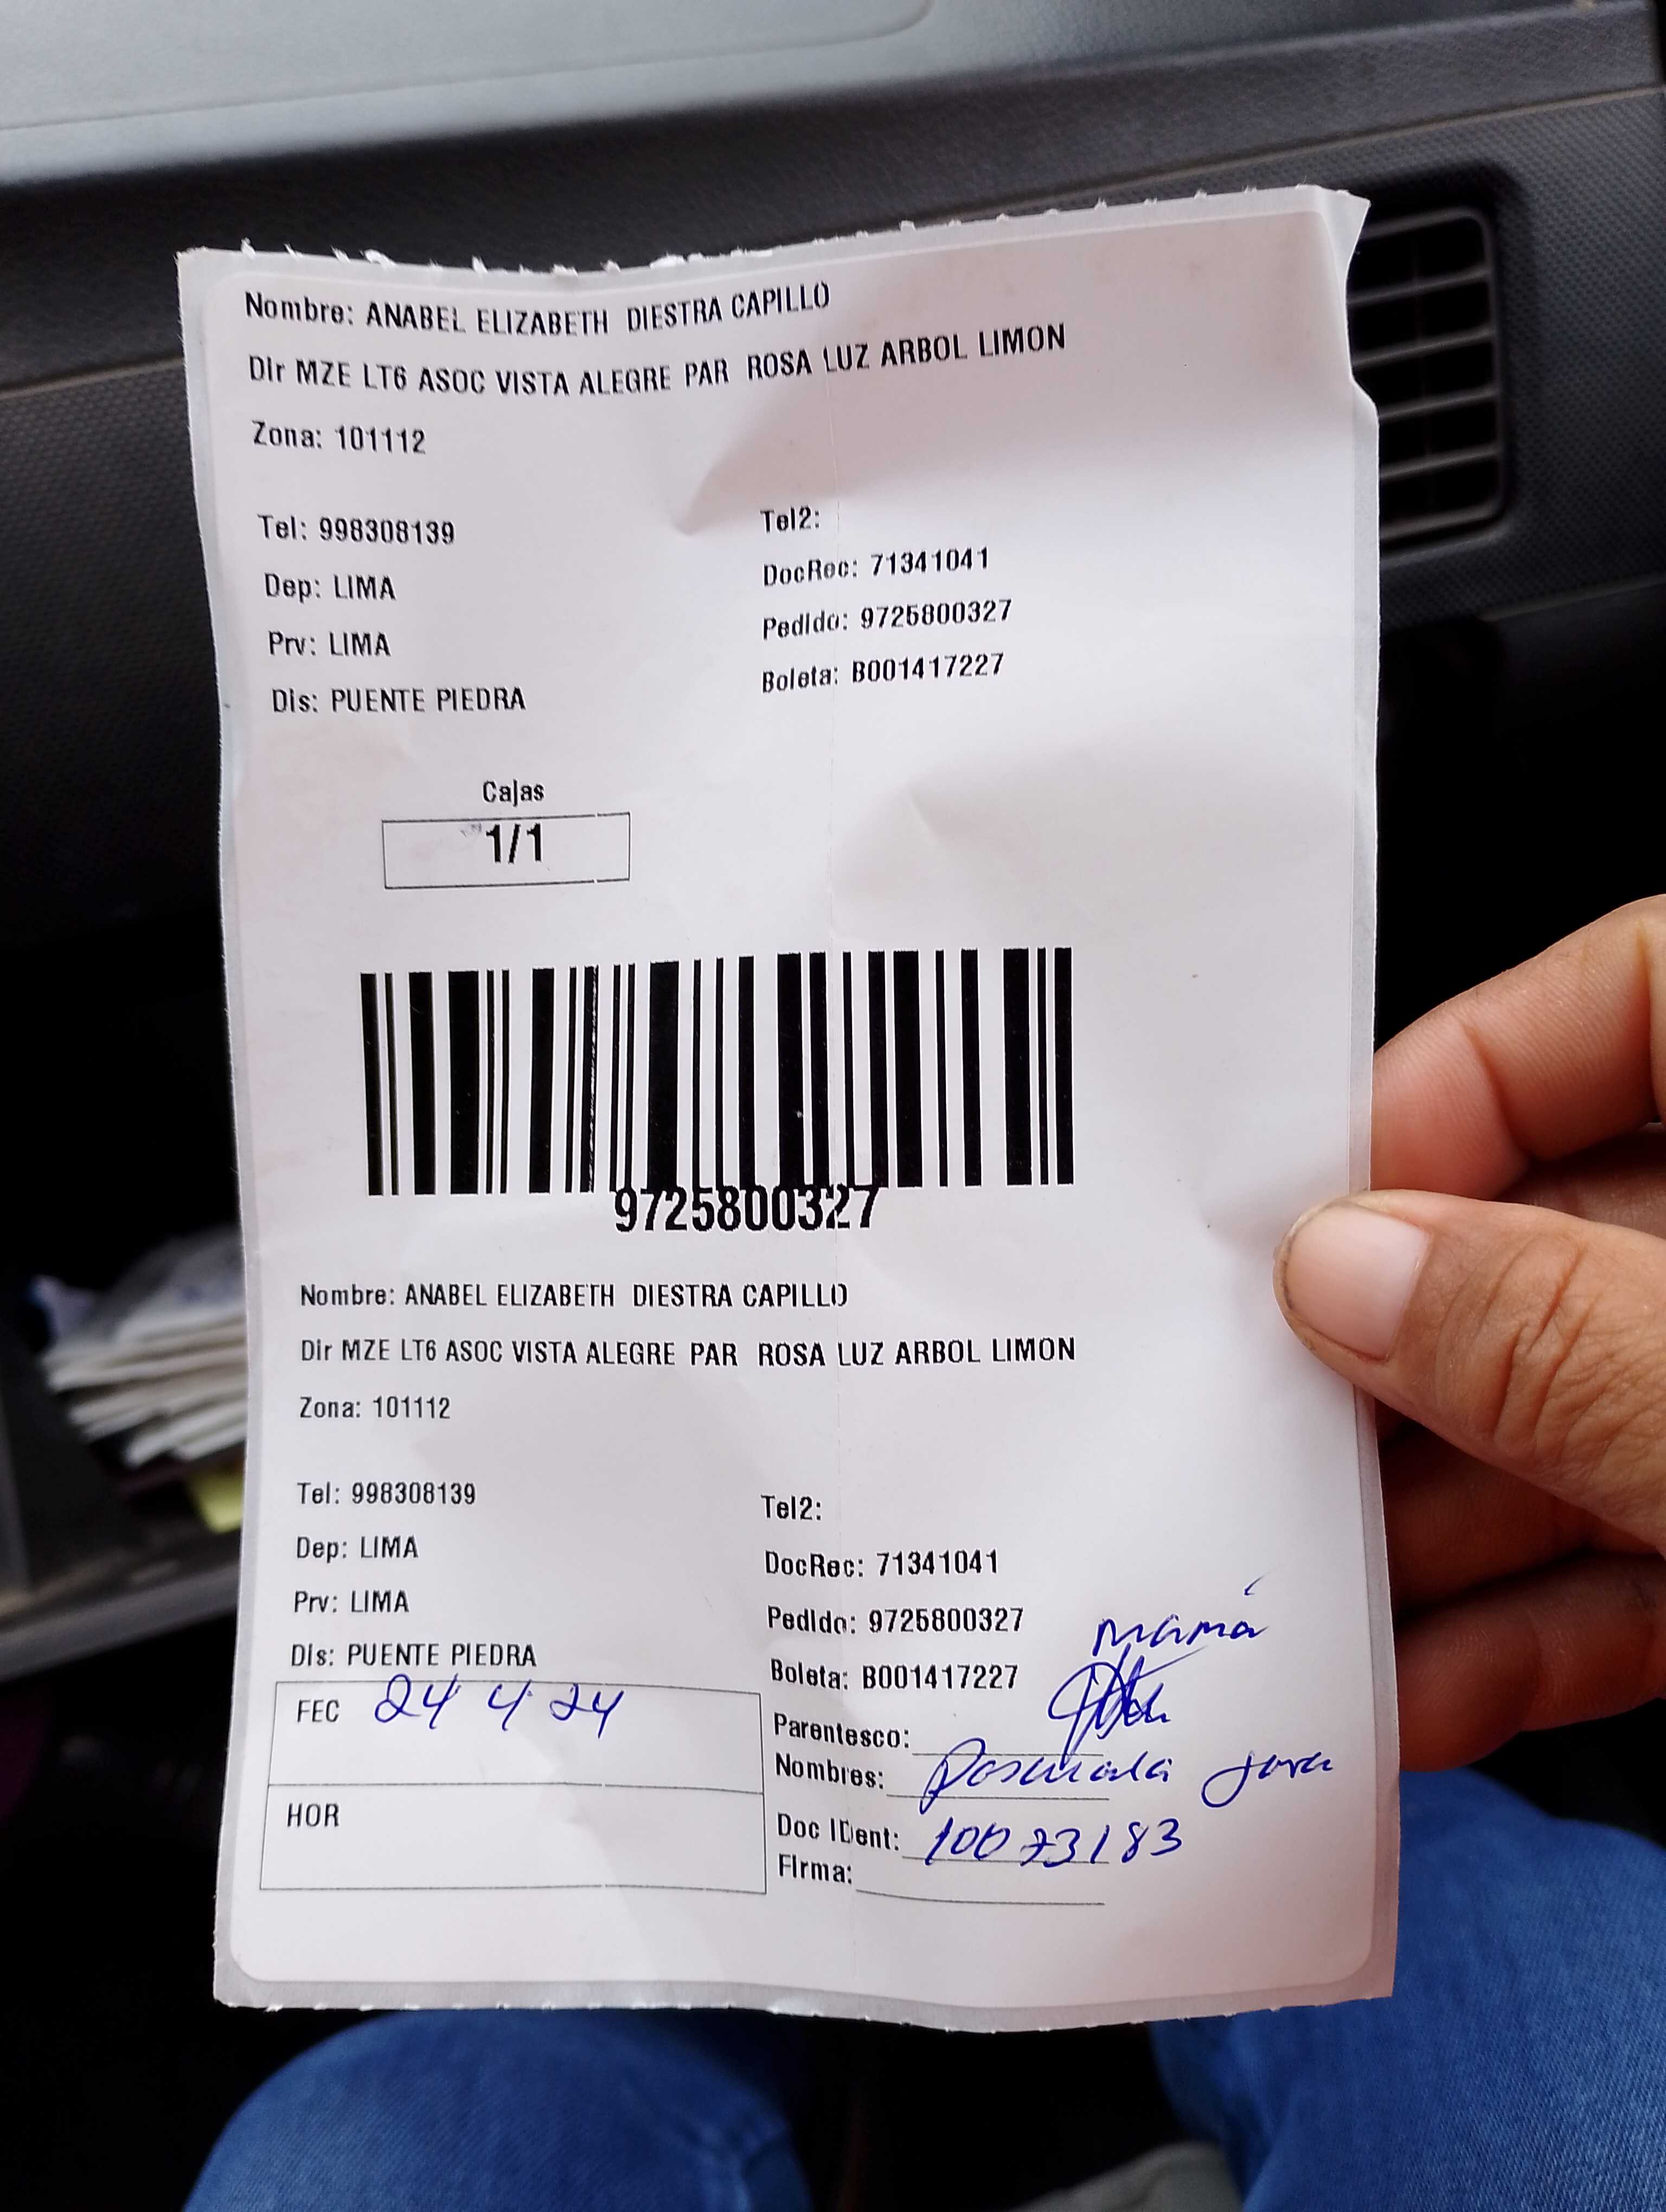 Nombre: ANABEL ELIZABETH DIESTRA CAPILLO
Dir MZE LT6 ASOC VISTA ALEGRE PAR ROSA LUZ ARBOL LIMON
Zona: 101112
Tel: 998308139
Tel2:
Dep: LIMA
DocRec: 71341041
Prv: LIMA
Pedido: 9725800327
Dis: PUENTE PIEDRA
Boleta: B001417227
Cajas
1/1
9725800327
Nombre: ANABEL ELIZABETH DIESTRA CAPILLO
Dir MZE LT6 ASOC VISTA ALEGRE PAR ROSA LUZ ARBOL LIMON
Zona: 101112
Tel: 998308139
Tel2:
Dep: LIMA
DocRec: 71341041
Prv: LIMA
Pedido: 9725800327
Dis: PUENTE PIEDRA
Boleta: B001417227
mamá
FEC 24 4 24
Parentesco:
Nombres:
HOR
Doc IDent: 10073183
Firma: